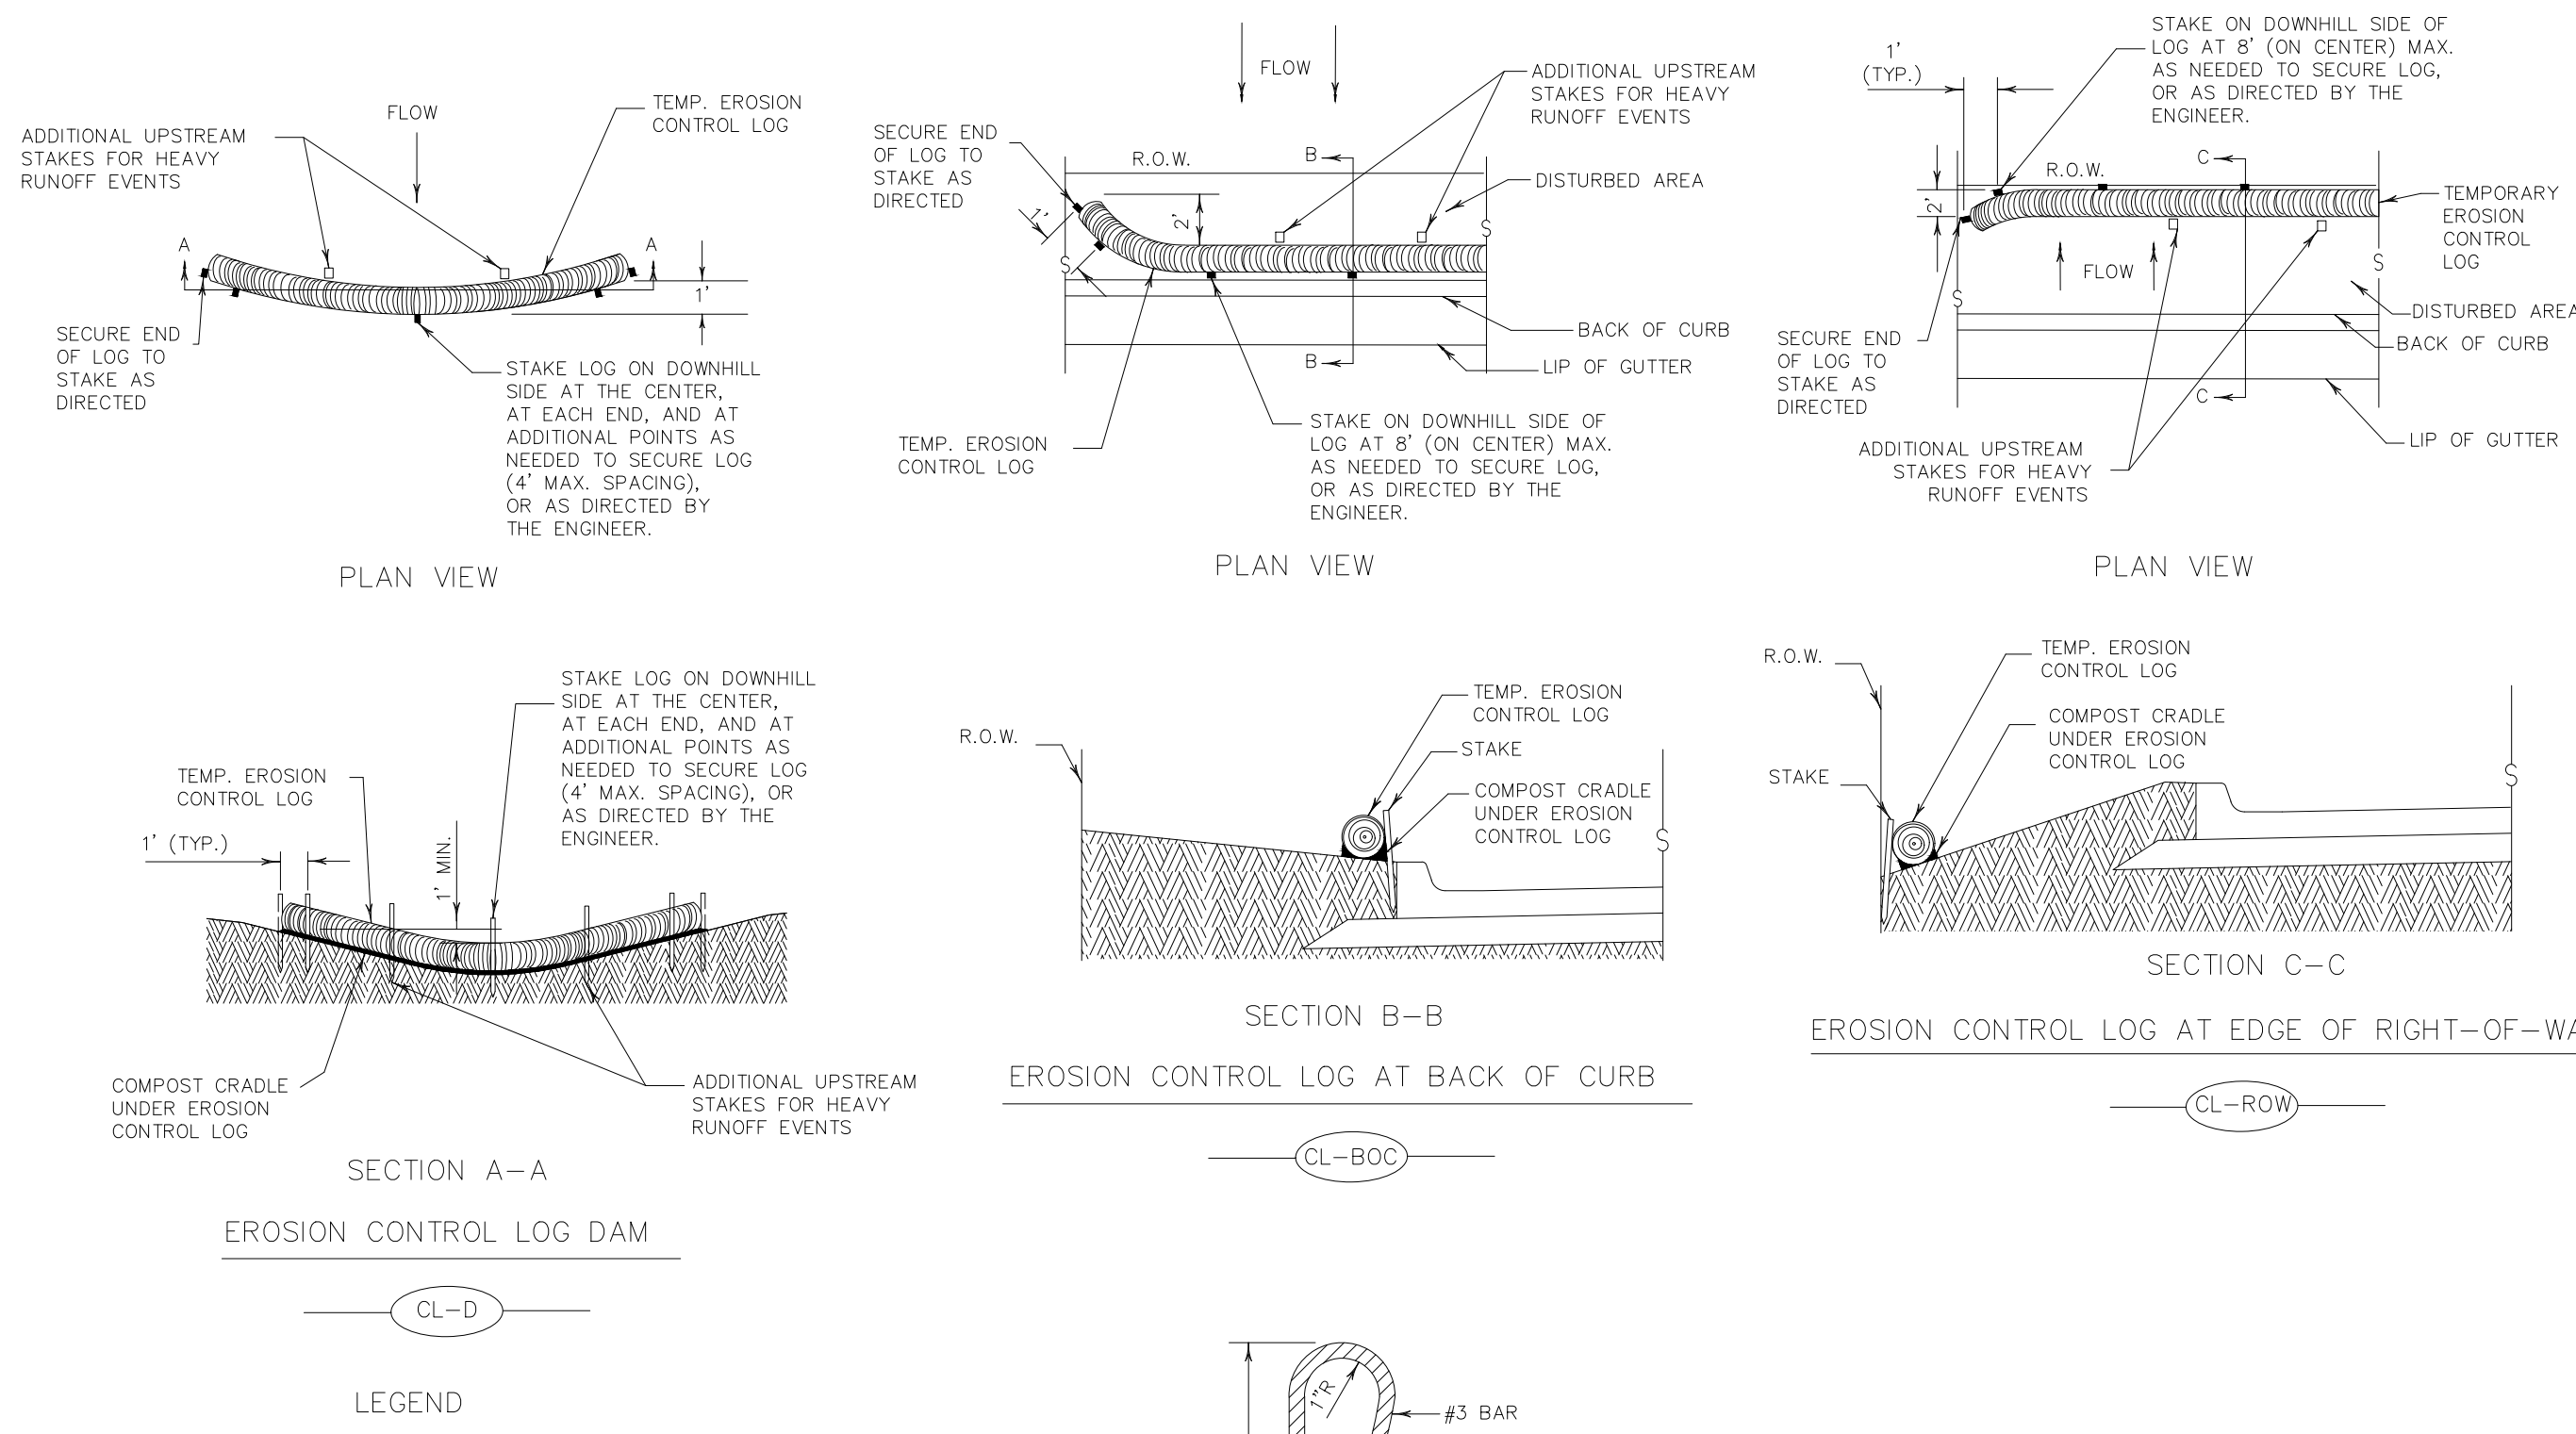 ADDITIONAL UPSTREAM
STAKES FOR HEAVY
RUNOFF EVENTS
FLOW
TEMP. EROSION
CONTROL LOG
A
A
1'
SECURE END
OF LOG TO
STAKE AS
DIRECTED
STAKE LOG ON DOWNHILL
SIDE AT THE CENTER,
AT EACH END, AND AT
ADDITIONAL POINTS AS
NEEDED TO SECURE LOG
(4' MAX. SPACING),
OR AS DIRECTED BY
THE ENGINEER.
PLAN VIEW
FLOW
ADDITIONAL UPSTREAM
STAKES FOR HEAVY
RUNOFF EVENTS
SECURE END
OF LOG TO
STAKE AS
DIRECTED
R.O.W.
B
DISTURBED AREA
1'
2'
S
S
BACK OF CURB
B
LIP OF GUTTER
TEMP. EROSION
CONTROL LOG
STAKE ON DOWNHILL SIDE OF
LOG AT 8' (ON CENTER) MAX.
AS NEEDED TO SECURE LOG,
OR AS DIRECTED BY THE
ENGINEER.
PLAN VIEW
STAKE ON DOWNHILL SIDE OF
LOG AT 8' (ON CENTER) MAX.
AS NEEDED TO SECURE LOG,
OR AS DIRECTED BY THE
ENGINEER.
1'
(TYP.)
R.O.W.
C
2'
TEMPORARY
EROSION
CONTROL
LOG
FLOW
S
S
DISTURBED AREA
BACK OF CURB
SECURE END
OF LOG TO
STAKE AS
DIRECTED
C
LIP OF GUTTER
ADDITIONAL UPSTREAM
STAKES FOR HEAVY
RUNOFF EVENTS
PLAN VIEW
STAKE LOG ON DOWNHILL
SIDE AT THE CENTER,
AT EACH END, AND AT
ADDITIONAL POINTS AS
NEEDED TO SECURE LOG
(4' MAX. SPACING), OR
AS DIRECTED BY THE
ENGINEER.
TEMP. EROSION
CONTROL LOG
1' (TYP.)
1' MIN.
COMPOST CRADLE
UNDER EROSION
CONTROL LOG
ADDITIONAL UPSTREAM
STAKES FOR HEAVY
RUNOFF EVENTS
SECTION A-A
EROSION CONTROL LOG DAM
CL-D
LEGEND
R.O.W.
TEMP. EROSION
CONTROL LOG
STAKE
COMPOST CRADLE
UNDER EROSION
CONTROL LOG
S
SECTION B-B
EROSION CONTROL LOG AT BACK OF CURB
CL-BOC
R.O.W.
TEMP. EROSION
CONTROL LOG
COMPOST CRADLE
UNDER EROSION
CONTROL LOG
STAKE
S
SECTION C-C
EROSION CONTROL LOG AT EDGE OF RIGHT-OF-WA
CL-ROW
1"R
#3 BAR